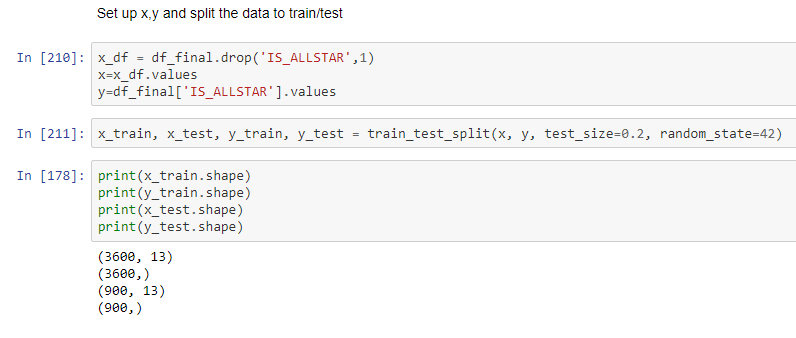 Set up x,y and split the data to train/test
In [210]: x_df = df_final.drop('IS_ALLSTAR',1)
x=x_df.values
y=df_final['IS_ALLSTAR'].values
In [211]: x_train, x_test, y_train, y_test = train_test_split(x, y, test_size=0.2, random_state=42)
In [178]: print(x_train.shape)
print(y_train.shape)
print(x_test.shape)
print(y_test.shape)
(3600, 13)
(3600,)
(900, 13)
(900,)